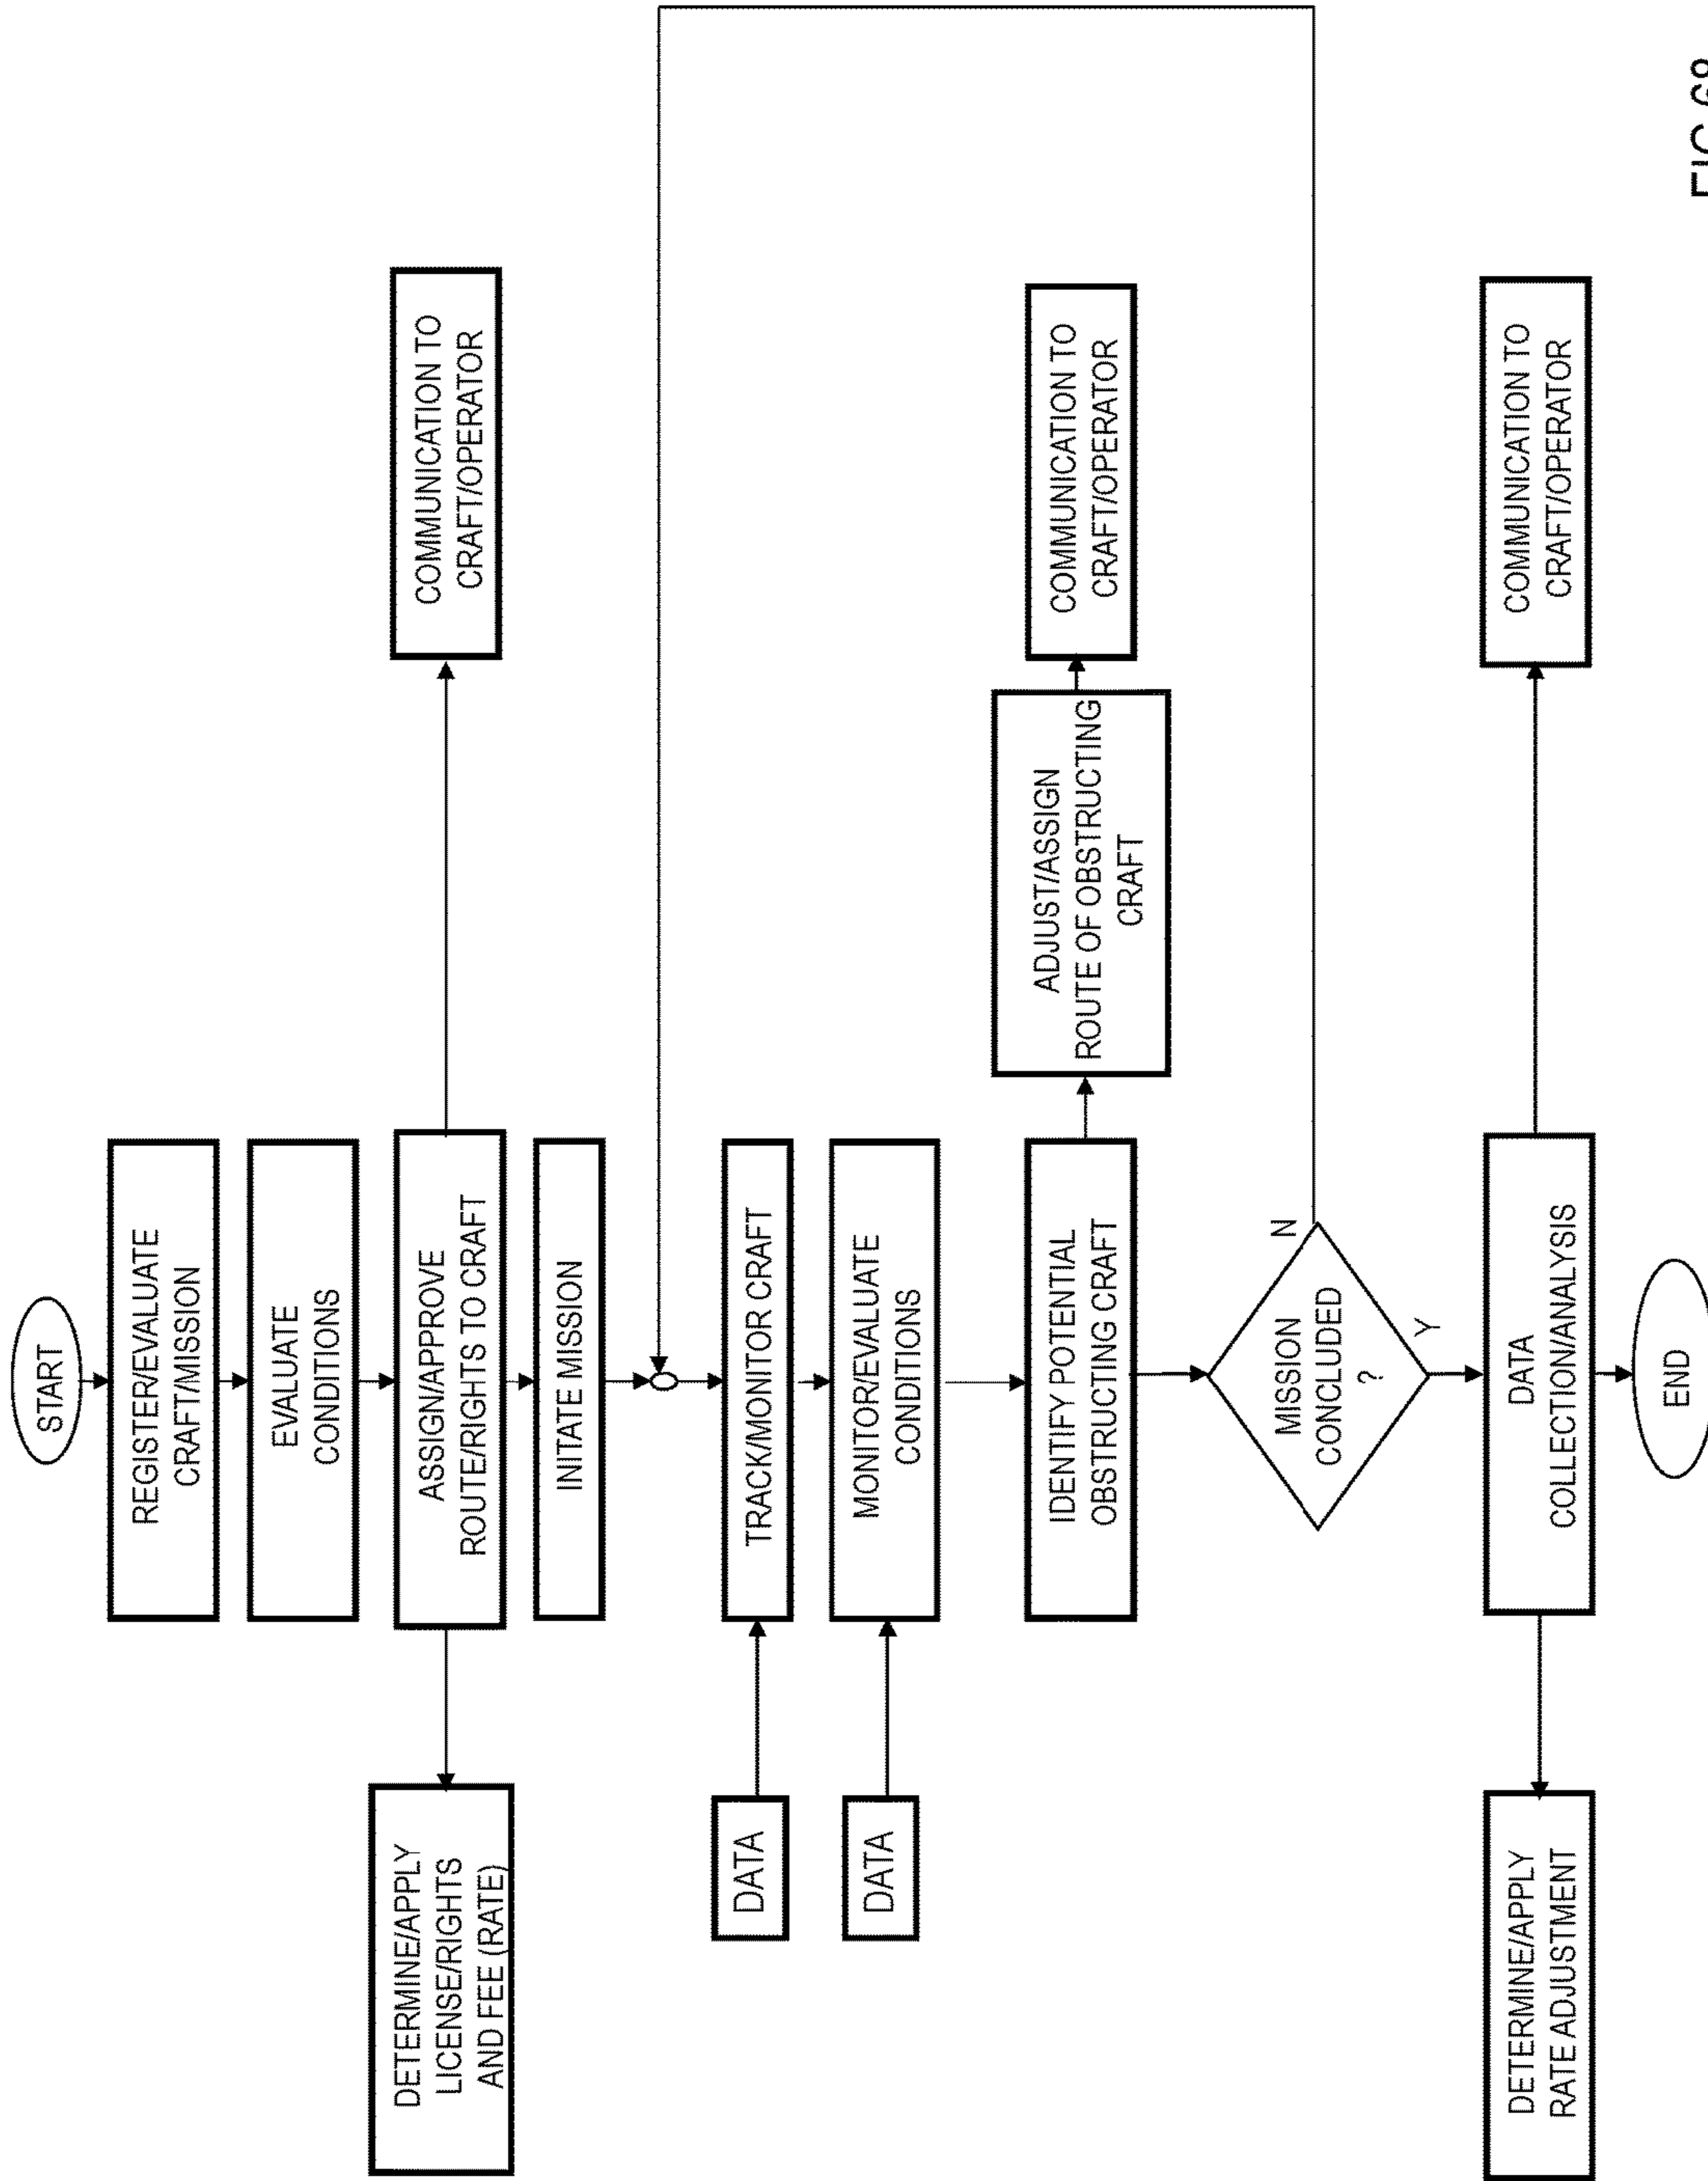 START
REGISTER/EVALUATE
CRAFT/MISSION
EVALUATE
CONDITIONS
DETERMINE/APPLY
LICENSE/RIGHTS
AND FEE (RATE)
ASSIGN/APPROVE
ROUTE/RIGHTS TO CRAFT
COMMUNICATION TO
CRAFT/OPERATOR
INITATE MISSION
DATA
TRACK/MONITOR CRAFT
DATA
MONITOR/EVALUATE
CONDITIONS
IDENTIFY POTENTIAL
OBSTRUCTING CRAFT
ADJUST/ASSIGN
ROUTE OF OBSTRUCTING
CRAFT
COMMUNICATION TO
CRAFT/OPERATOR
MISSION
CONCLUDED
?
N
Y
DETERMINE/APPLY
RATE ADJUSTMENT
DATA
COLLECTION/ANALYSIS
COMMUNICATION TO
CRAFT/OPERATOR
END
FIG 68